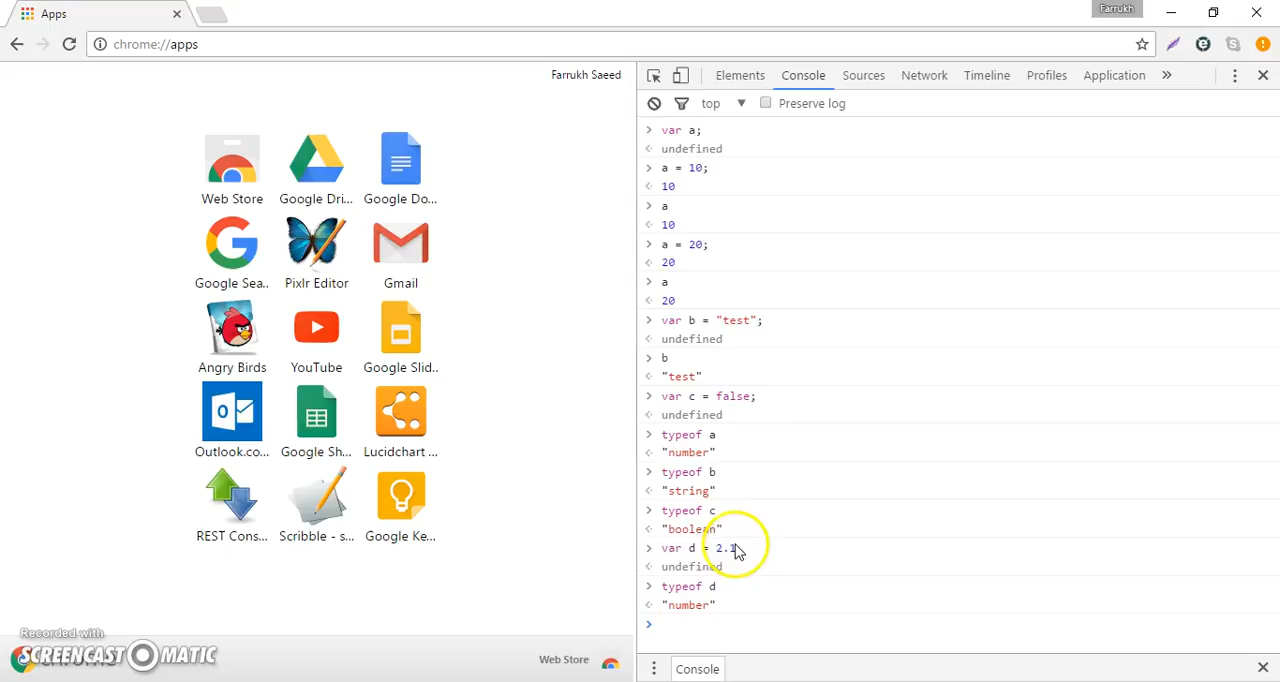 Apps
Farrukh
chrome://apps
Farrukh Saeed
Web Store
Google Dri...
Google Do...
Google Sea..
Pixlr Editor
Gmail
Angry Birds
YouTube
Google Slid..
Outlook.co...
Google Sh...
Lucidchart ...
REST Cons...
Scribble - s...
Google Ke...
Recorded with
SCREENCAST MATIC
Web Store
Elements Console Sources Network Timeline Profiles Application »
top Preserve log
> var a;
< undefined
> a = 10;
< 10
> a
< 10
> a = 20;
< 20
> a
< 20
> var b = "test";
< undefined
> b
< "test"
> var c = false;
< undefined
> typeof a
< "number"
> typeof b
< "string"
> typeof c
< "boolean"
> var d = 2.1
< undefined
> typeof d
< "number"
>
Console